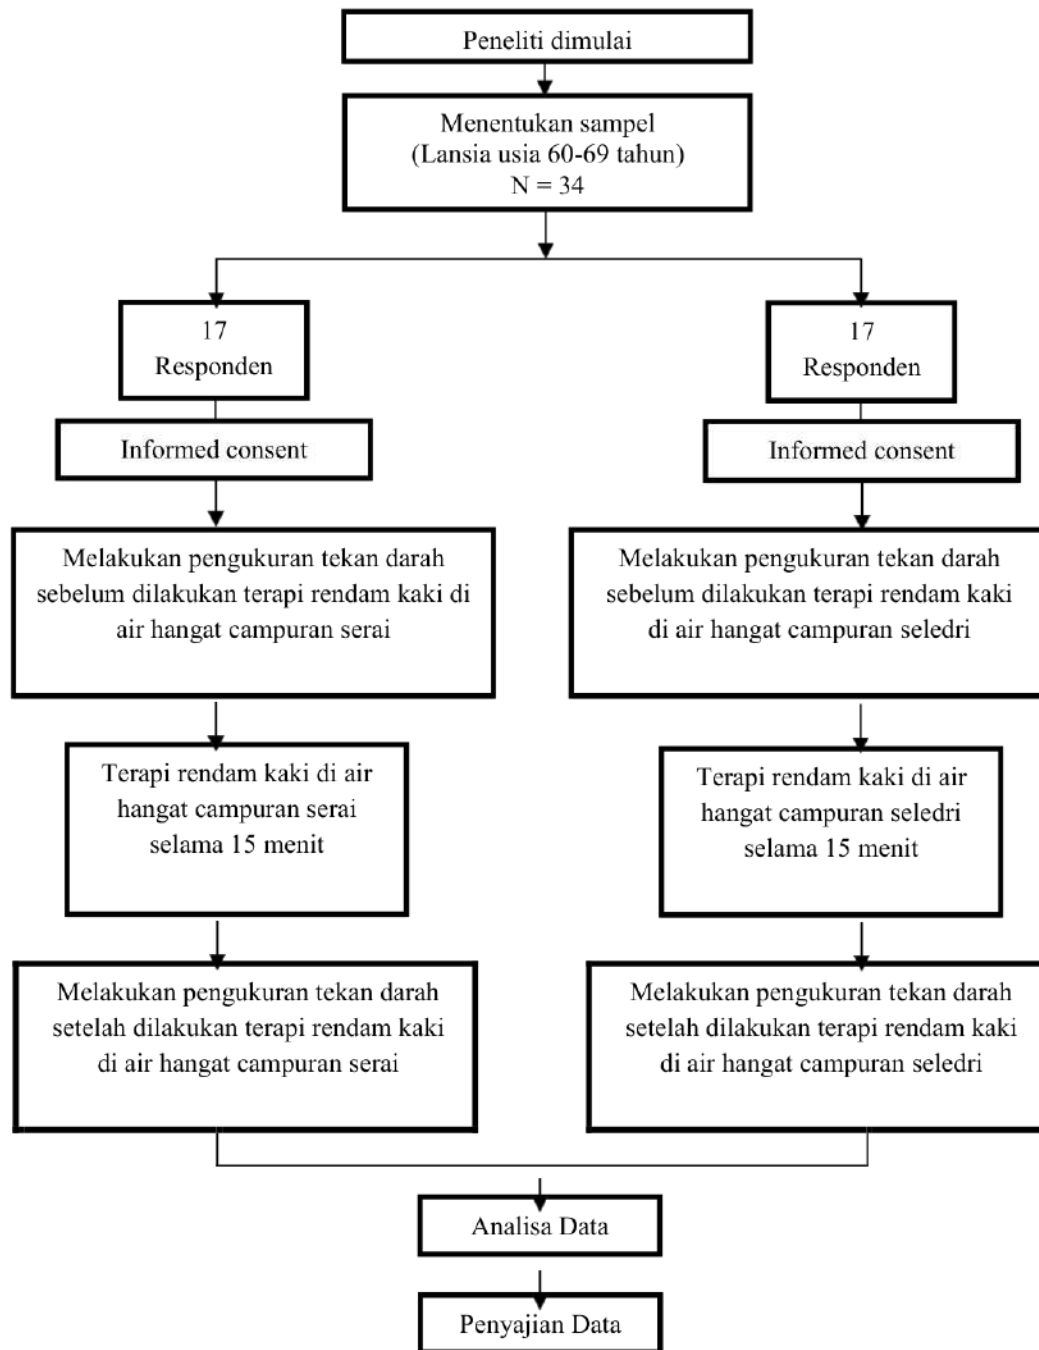 Peneliti dimulai
Menentukan sampel
(Lansia usia 60-69 tahun)
N = 34
17
Responden
17
Responden
Informed consent
Informed consent
Melakukan pengukuran tekan darah
sebelum dilakukan terapi rendam kaki di
air hangat campuran serai
Melakukan pengukuran tekan darah
sebelum dilakukan terapi rendam kaki
di air hangat campuran seledri
Terapi rendam kaki di air
hangat campuran serai
selama 15 menit
Terapi rendam kaki di air
hangat campuran seledri
selama 15 menit
Melakukan pengukuran tekan darah
setelah dilakukan terapi rendam kaki
di air hangat campuran serai
Melakukan pengukuran tekan darah
setelah dilakukan terapi rendam kaki
di air hangat campuran seledri
Analisa Data
Penyajian Data